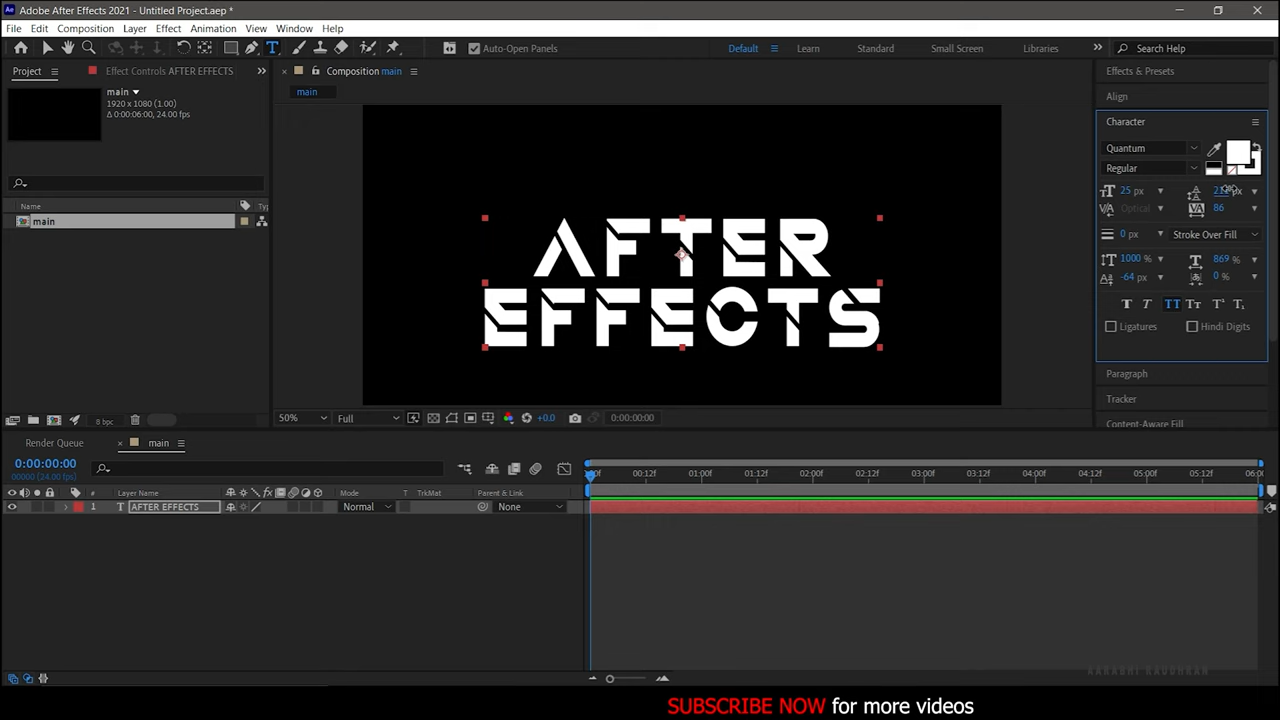 Adobe After Effects 2021 - Untitled Project.aep *
File Edit Composition Layer Effect Animation View Window Help
Auto-Open Panels Default Learn Standard Small Screen Libraries Search Help
Project Effect Controls AFTER EFFECTS
Composition main
Effects & Presets
main
1920 x 1080 (1.00)
Δ 0:00:06:00, 24.00 fps
main
Align
Character
Quantum
Regular
25 px
86
0 px Stroke Over Fill
1000 % 869 %
-64 px 0 %
Ligatures Hindi Digits
Paragraph
Tracker
Content-Aware Fill
Name
main
AFTER
EFFECTS
8 bpc
50% Full +0.0 0:00:00:00
Render Queue main
0:00:00:00
00000 (24.00 fps)
00:12f 01:00f 01:12f 02:00f 02:12f 03:00f 03:12f 04:00f 04:12f 05:00f 05:12f
# Layer Name Mode T TrkMat Parent & Link
1 T AFTER EFFECTS Normal None
SUBSCRIBE NOW for more videos